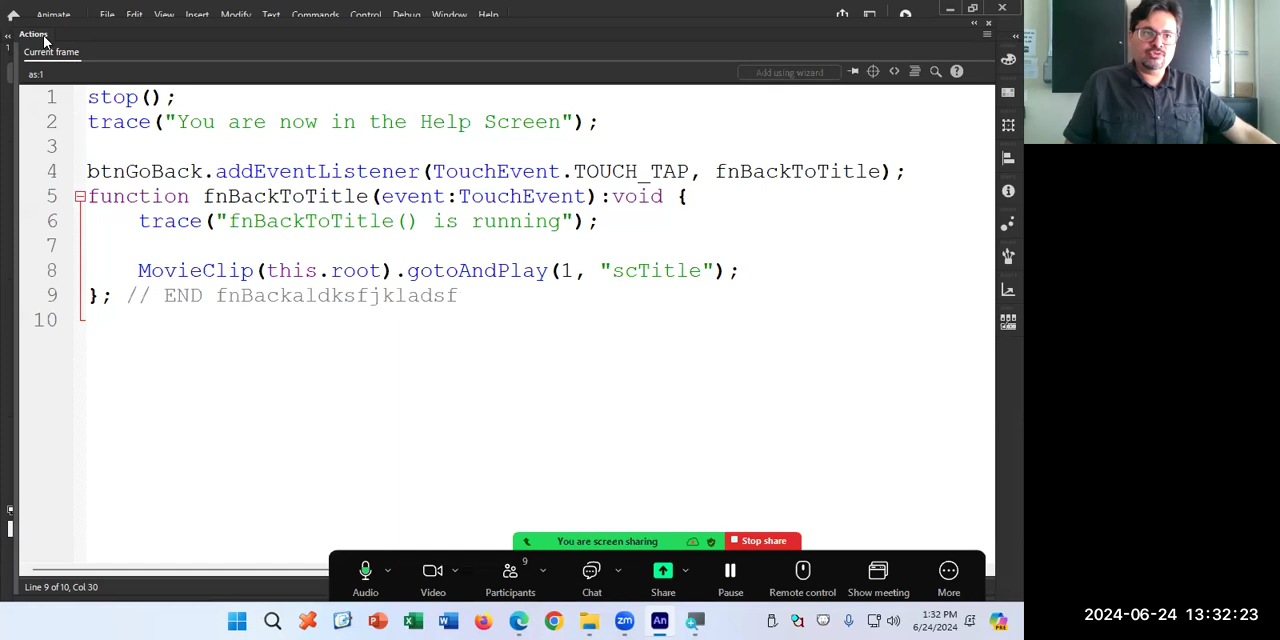 Animate File Edit View Insert Modify Text Commands Control Debug Window Help
Actions
Current frame
as:1
Add using wizard
1 stop();
2 trace("You are now in the Help Screen");
3
4 btnGoBack.addEventListener(TouchEvent.TOUCH_TAP, fnBackToTitle);
5 function fnBackToTitle(event:TouchEvent):void {
6 trace("fnBackToTitle() is running");
7
8 MovieClip(this.root).gotoAndPlay(1, "scTitle");
9 }; // END fnBackaldksfjkladsf
10
You are screen sharing Stop share
9
Audio Video Participants Chat Share Pause Remote control Show meeting More
Line 9 of 10, Col 30
1:32 PM
6/24/2024
2024-06-24 13:32:23